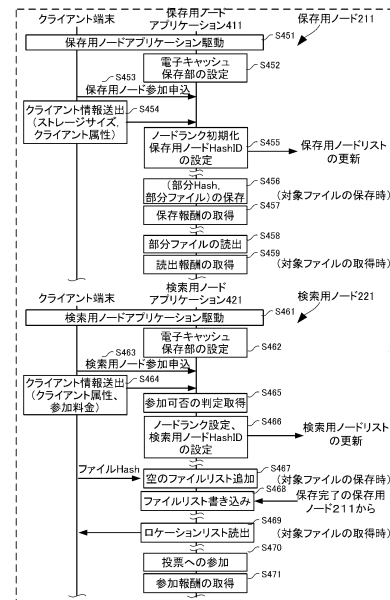 クライアント端末
保存用ノード
アプリケーション411
保存用ノードアプリケーション駆動
S451
保存用ノード211
電子キャッシュ
保存部の設定
S452
S453
保存用ノード参加申込
クライアント情報送出
(ストレージサイズ,
クライアント属性)
S454
ノードランク初期化
保存用ノードHashID
の設定
S455
保存用ノードリスト
の更新
(部分Hash,
部分ファイル)の保存
S456
(対象ファイルの保存時)
保存報酬の取得
S457
部分ファイルの読出
S458
読出報酬の取得
S459
(対象ファイルの取得時)
クライアント端末
検索用ノード
アプリケーション421
検索用ノードアプリケーション駆動
S461
検索用ノード221
電子キャッシュ
保存部の設定
S462
S463
検索用ノード参加申込
クライアント情報送出
(クライアント属性、
参加料金)
S464
参加可否の判定取得
S465
ノードランク設定、
検索用ノードHashID
の設定
S466
検索用ノードリスト
の更新
ファイルHash
空のファイルリスト追加
S467
(対象ファイルの保存時)
ファイルリスト書き込み
S468
保存完了の保存用
ノード211から
ロケーションリスト読出
S469
(対象ファイルの取得時)
投票への参加
S470
参加報酬の取得
S471